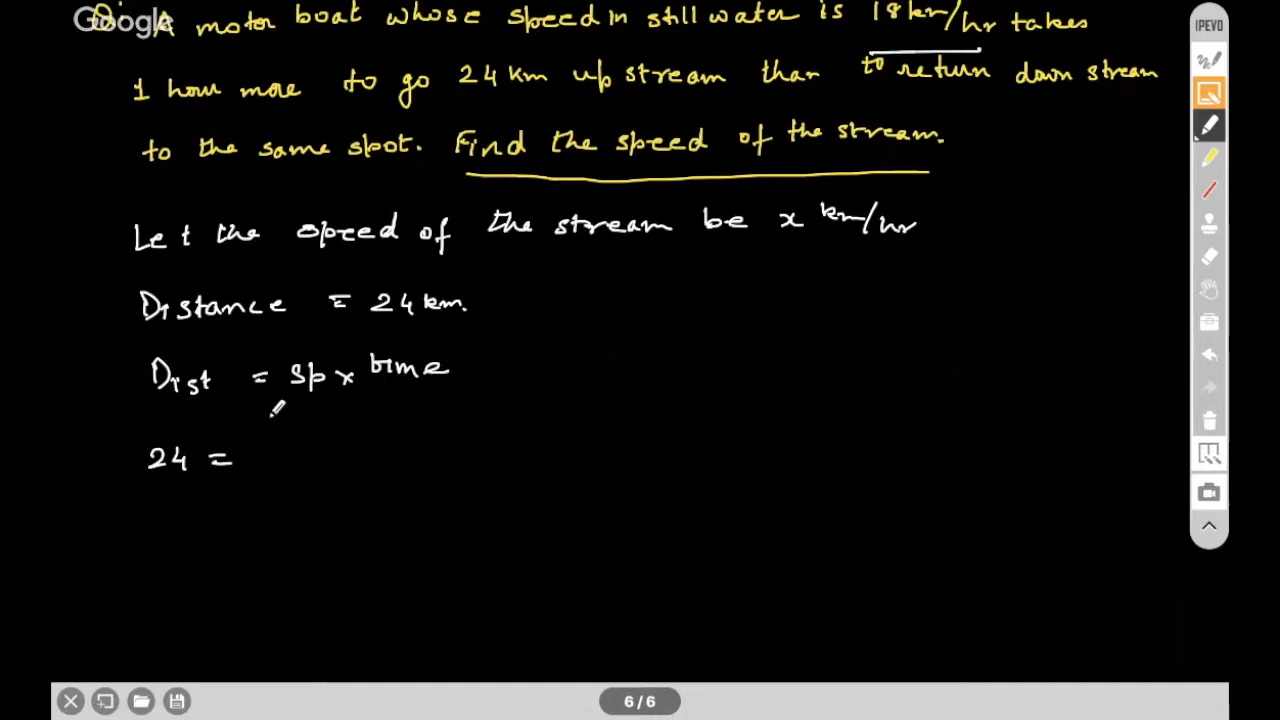 Google
Q: A motor boat whose speed in still water is 18 km/hr takes
1 hour more to go 24 km upstream than to return down stream
to the same spot. Find the speed of the stream.
Let the speed of the stream be x km/hr
Distance = 24 km.
Dist = Sp x time
24 =
IPEVO
6/6